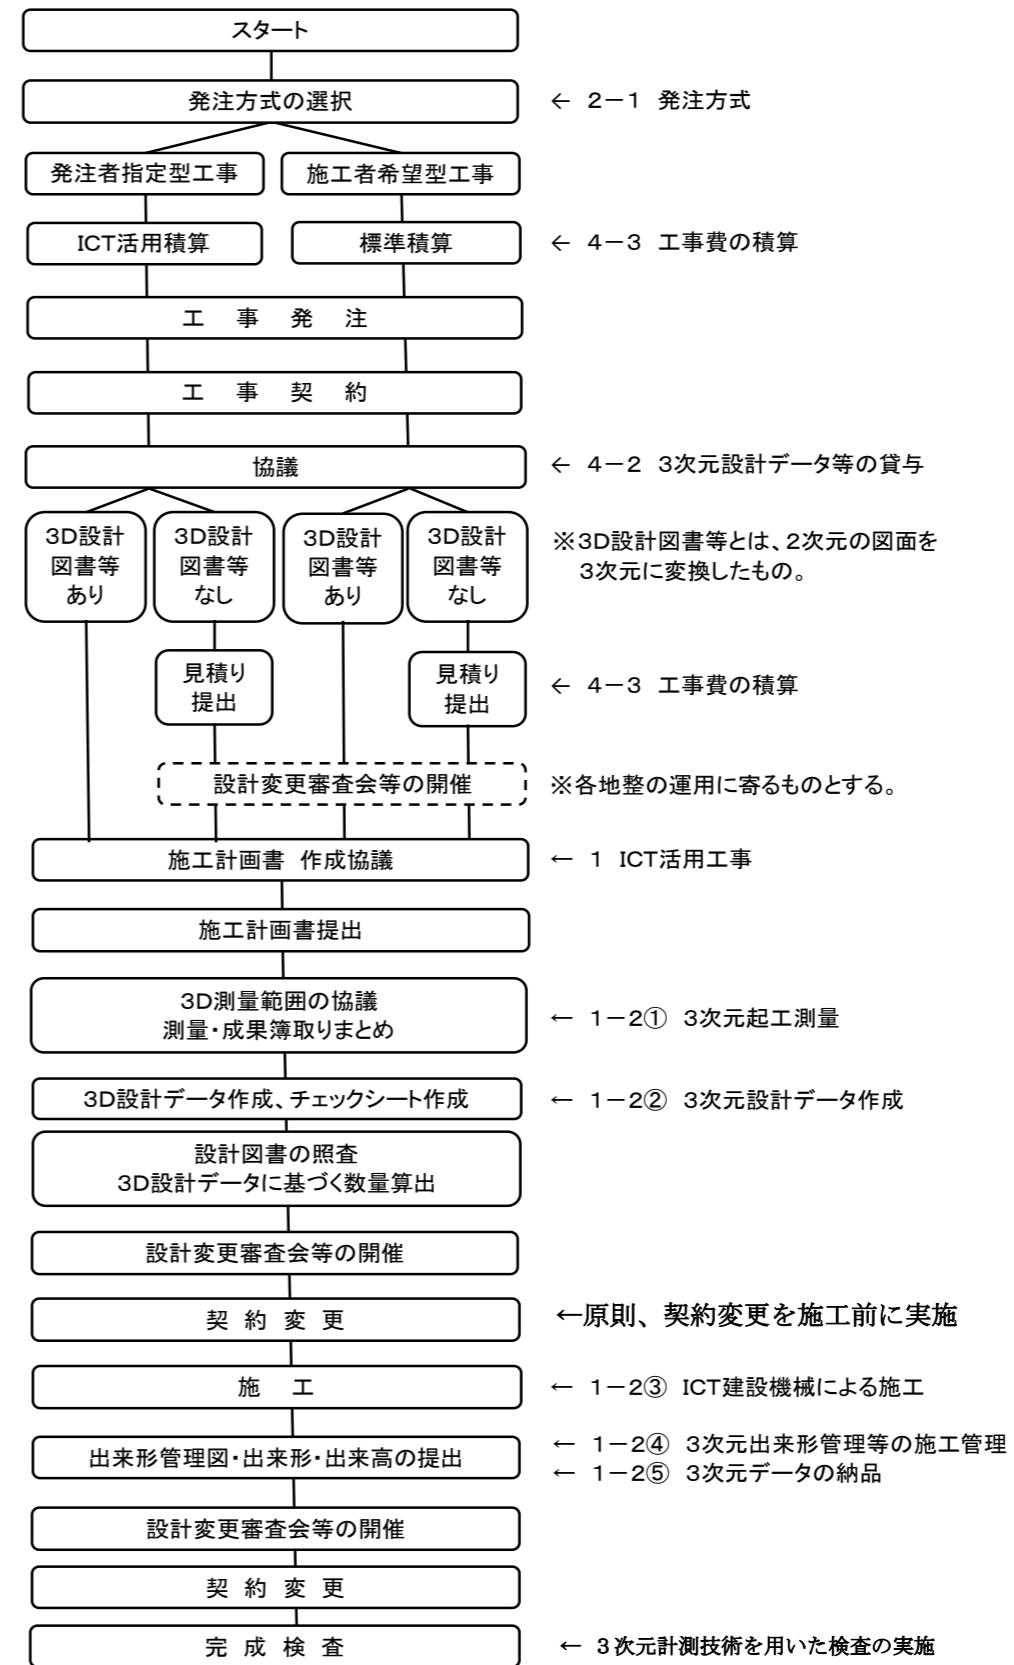 スタート
発注方式の選択
← 2－1 発注方式
発注者指定型工事
施工者希望型工事
ICT活用積算
標準積算
← 4－3 工事費の積算
工 事 発 注
工 事 契 約
協議
← 4－2 3次元設計データ等の貸与
3D設計
図書等
あり
3D設計
図書等
なし
3D設計
図書等
あり
3D設計
図書等
なし
※3D設計図書等とは、2次元の図面を
3次元に変換したもの。
見積り
提出
見積り
提出
← 4－3 工事費の積算
設計変更審査会等の開催
※各地整の運用に寄るものとする。
施工計画書 作成協議
← 1 ICT活用工事
施工計画書提出
3D測量範囲の協議
測量・成果簿取りまとめ
← 1－2① 3次元起工測量
3D設計データ作成、チェックシート作成
← 1－2② 3次元設計データ作成
設計図書の照査
3D設計データに基づく数量算出
設計変更審査会等の開催
契 約 変 更
←原則、契約変更を施工前に実施
施 工
← 1－2③ ICT建設機械による施工
出来形管理図・出来形・出来高の提出
← 1－2④ 3次元出来形管理等の施工管理
← 1－2⑤ 3次元データの納品
設計変更審査会等の開催
契 約 変 更
完 成 検 査
← 3次元計測技術を用いた検査の実施